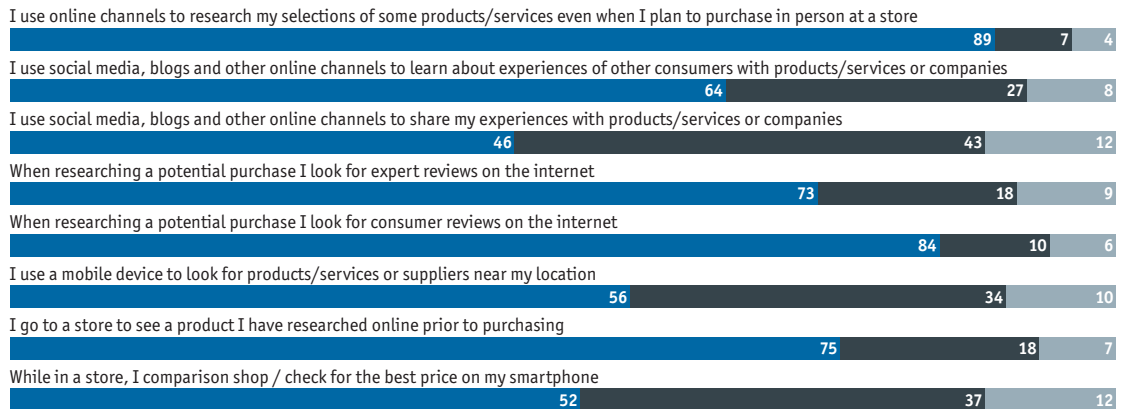 I use online channels to research my selections of some products/services even when I plan to purchase in person at a store
89 7 4
I use social media, blogs and other online channels to learn about experiences of other consumers with products/services or companies
64 27 8
I use social media, blogs and other online channels to share my experiences with products/services or companies
46 43 12
When researching a potential purchase I look for expert reviews on the internet
73 18 9
When researching a potential purchase I look for consumer reviews on the internet
84 10 6
I use a mobile device to look for products/services or suppliers near my location
56 34 10
I go to a store to see a product I have researched online prior to purchasing
75 18 7
While in a store, I comparison shop / check for the best price on my smartphone
52 37 12